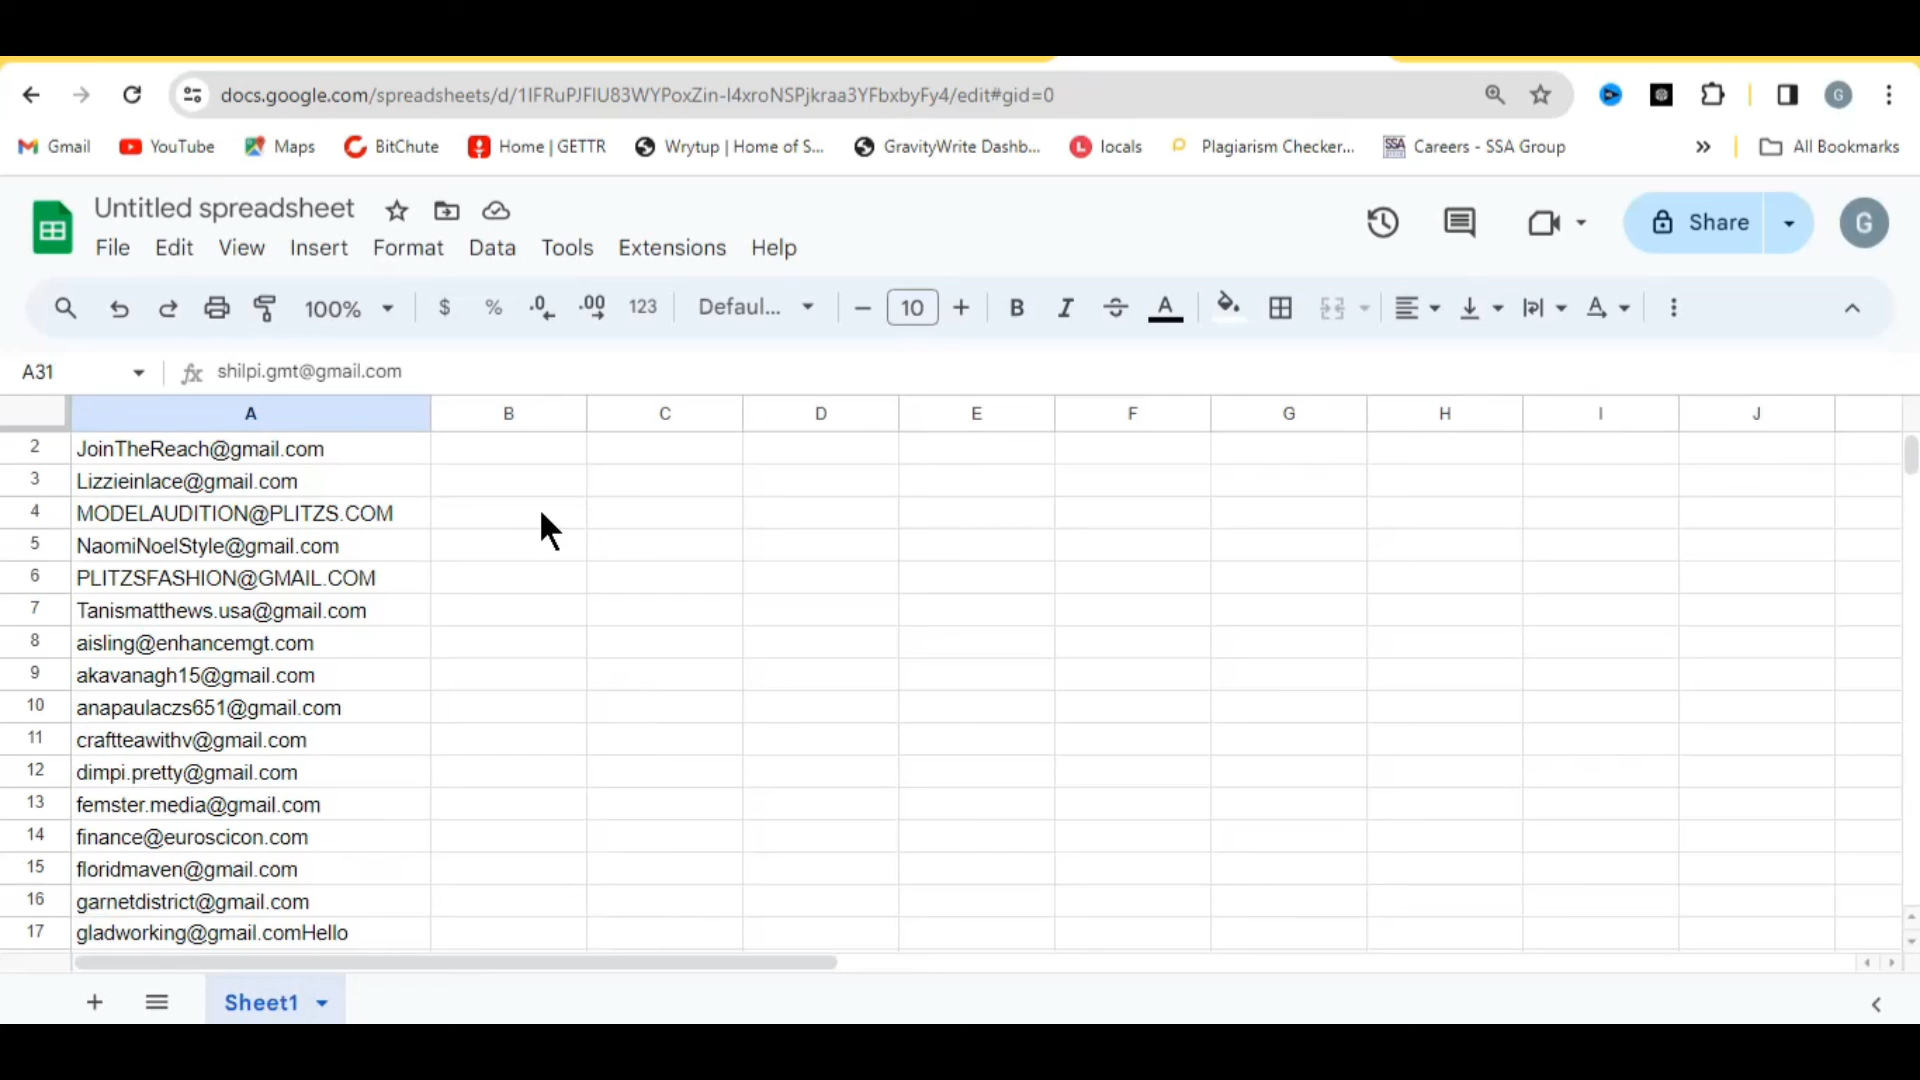 docs.google.com/spreadsheets/d/1IFRuPJFIU83WYPoxZin-I4xroNSPjkraa3YFbxbyFy4/edit#gid=0 G
Gmail YouTube Maps BitChute Home | GETTR Wrytup | Home of S... GravityWrite Dashb... L locals Plagiarism Checker... SSA Careers - SSA Group » All Bookmarks
Untitled spreadsheet
File Edit View Insert Format Data Tools Extensions Help
Share G
100% $ % .0 .00 123 Defaul... − 10 + B I A A
A31 fx shilpi.gmt@gmail.com
A B C D E F G H I J
2 JoinTheReach@gmail.com
3 Lizzieinlace@gmail.com
4 MODELAUDITION@PLITZS.COM
5 NaomiNoelStyle@gmail.com
6 PLITZSFASHION@GMAIL.COM
7 Tanismatthews.usa@gmail.com
8 aisling@enhancemgt.com
9 akavanagh15@gmail.com
10 anapaulaczs651@gmail.com
11 craftteawithv@gmail.com
12 dimpi.pretty@gmail.com
13 femster.media@gmail.com
14 finance@euroscicon.com
15 floridmaven@gmail.com
16 garnetdistrict@gmail.com
17 gladworking@gmail.comHello
+ Sheet1